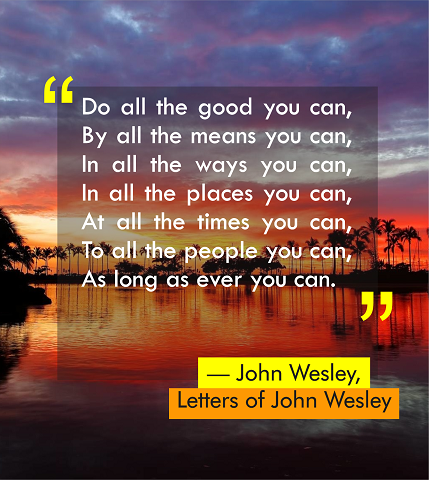 “
Do all the good you can,
By all the means you can,
In all the ways you can,
In all the places you can,
At all the times you can,
To all the people you can,
As long as ever you can.
”
— John Wesley,
Letters of John Wesley